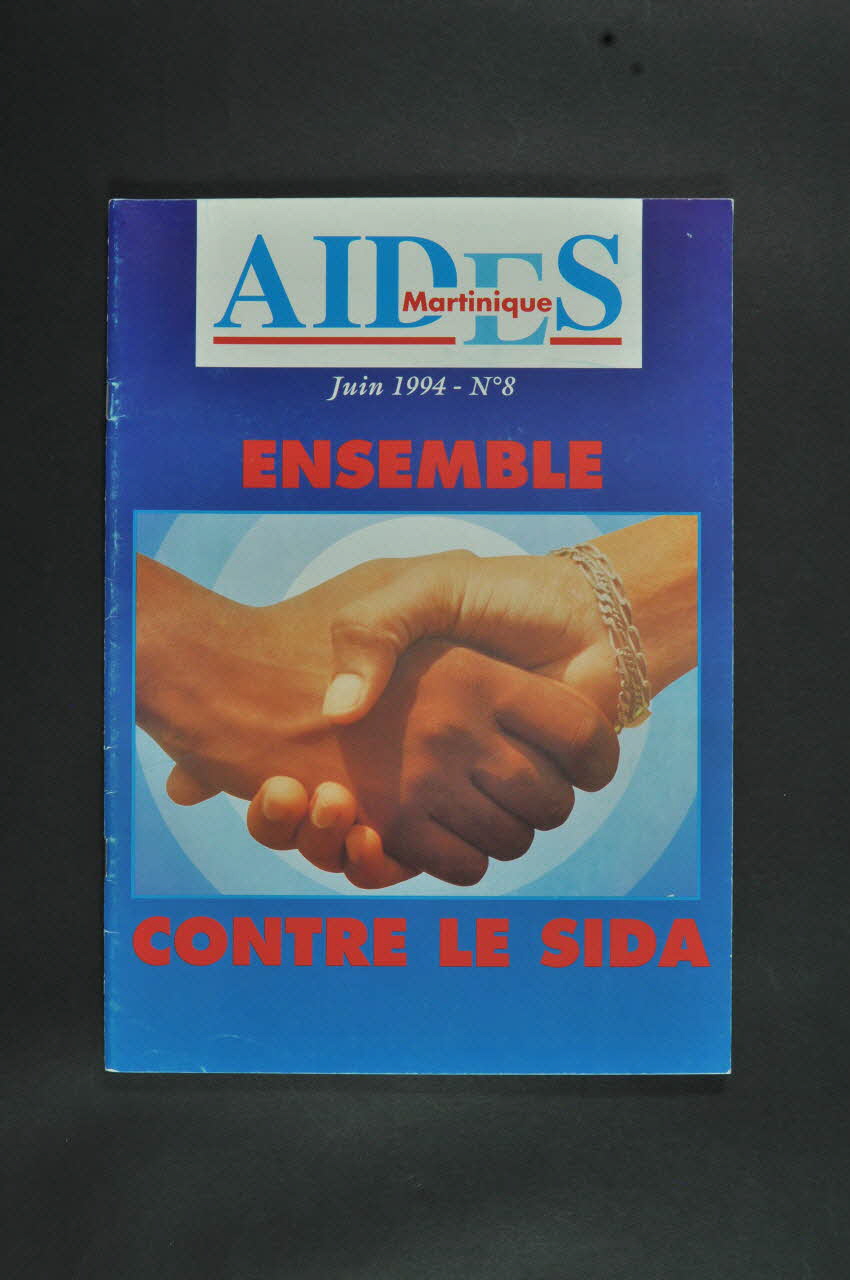 AIDES
Martinique
Juin 1994 - N°8
ENSEMBLE
CONTRE LE SIDA